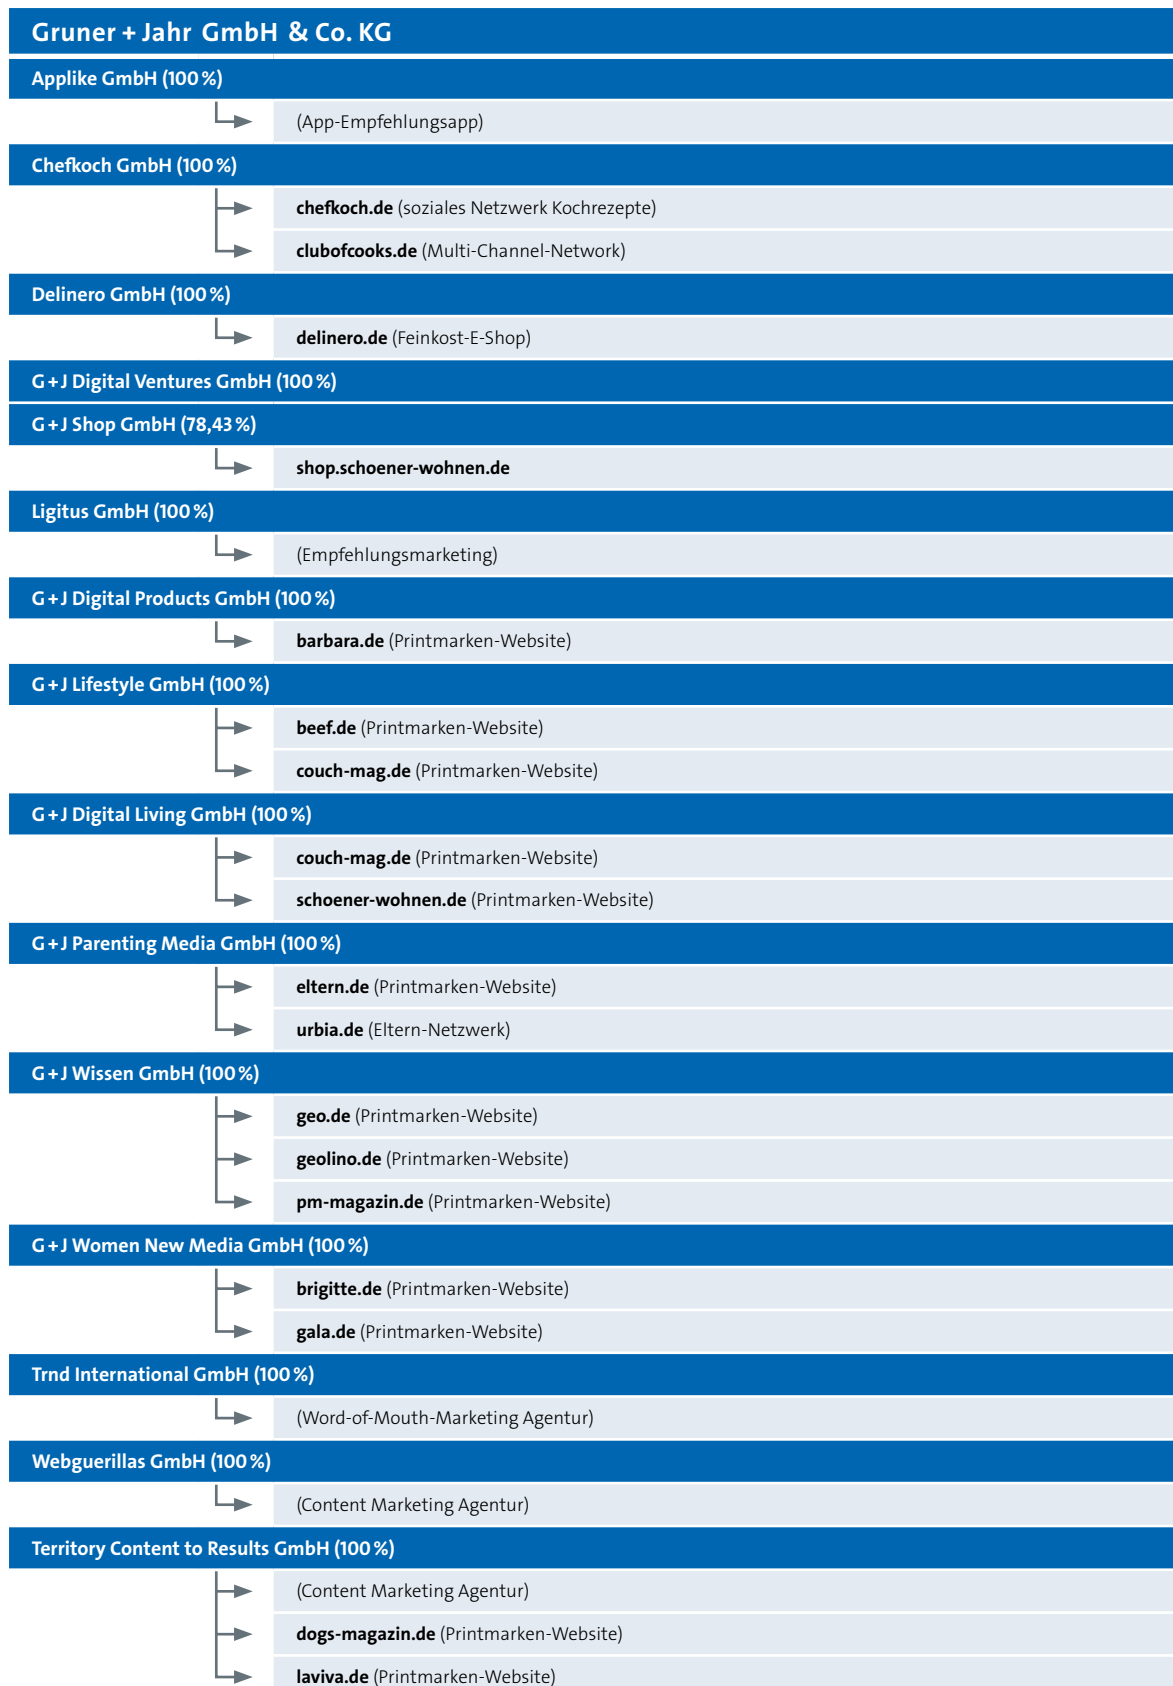 Gruner + Jahr GmbH & Co. KG
Applike GmbH (100 %)
(App-Empfehlungsapp)
Chefkoch GmbH (100 %)
chefkoch.de (soziales Netzwerk Kochrezepte)
clubofcooks.de (Multi-Channel-Network)
Delinero GmbH (100 %)
delinero.de (Feinkost-E-Shop)
G + J Digital Ventures GmbH (100 %)
G + J Shop GmbH (78,43 %)
shop.schoener-wohnen.de
Ligitus GmbH (100 %)
(Empfehlungsmarketing)
G + J Digital Products GmbH (100 %)
barbara.de (Printmarken-Website)
G + J Lifestyle GmbH (100 %)
beef.de (Printmarken-Website)
couch-mag.de (Printmarken-Website)
G + J Digital Living GmbH (100 %)
couch-mag.de (Printmarken-Website)
schoener-wohnen.de (Printmarken-Website)
G + J Parenting Media GmbH (100 %)
eltern.de (Printmarken-Website)
urbia.de (Eltern-Netzwerk)
G + J Wissen GmbH (100 %)
geo.de (Printmarken-Website)
geolino.de (Printmarken-Website)
pm-magazin.de (Printmarken-Website)
G + J Women New Media GmbH (100 %)
brigitte.de (Printmarken-Website)
gala.de (Printmarken-Website)
Trnd International GmbH (100 %)
(Word-of-Mouth-Marketing Agentur)
Webguerillas GmbH (100 %)
(Content Marketing Agentur)
Territory Content to Results GmbH (100 %)
(Content Marketing Agentur)
dogs-magazin.de (Printmarken-Website)
laviva.de (Printmarken-Website)